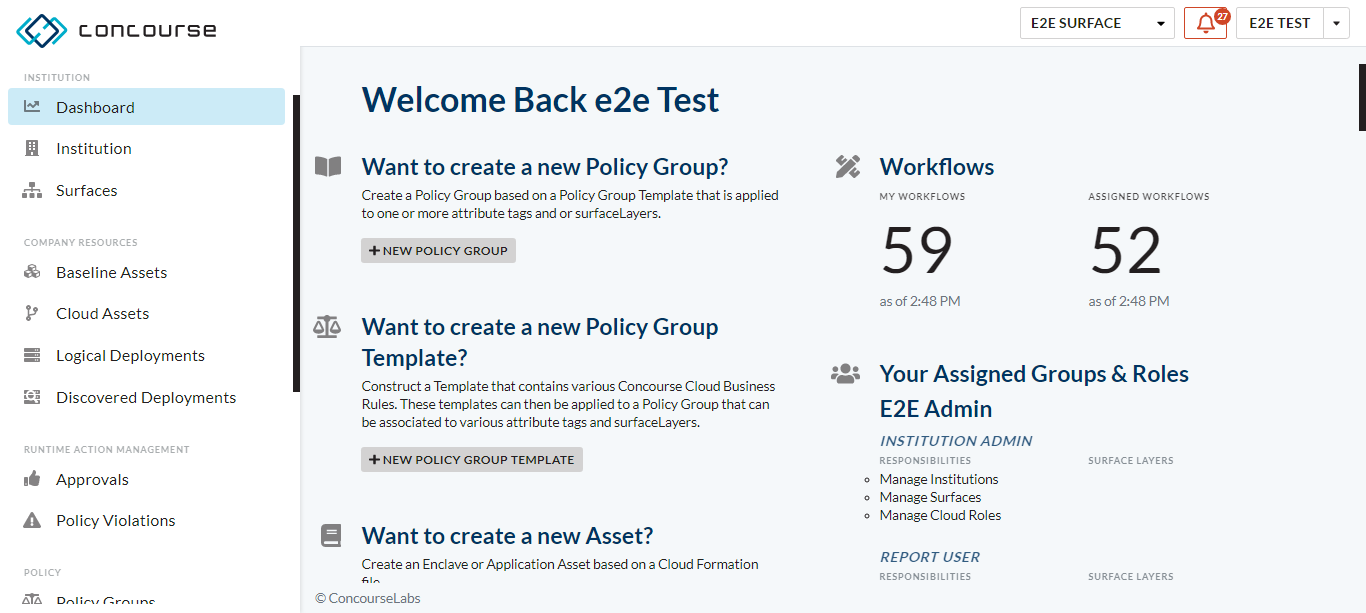 concourse
E2E SURFACE
27
E2E TEST
INSTITUTION
Dashboard
Institution
Surfaces
COMPANY RESOURCES
Baseline Assets
Cloud Assets
Logical Deployments
Discovered Deployments
RUNTIME ACTION MANAGEMENT
Approvals
Policy Violations
POLICY
Policy Groups
Welcome Back e2e Test
Want to create a new Policy Group?
Create a Policy Group based on a Policy Group Template that is applied
to one or more attribute tags and or surfaceLayers.
+ NEW POLICY GROUP
Want to create a new Policy Group
Template?
Construct a Template that contains various Concourse Cloud Business
Rules. These templates can then be applied to a Policy Group that can
be associated to various attribute tags and surfaceLayers.
+ NEW POLICY GROUP TEMPLATE
Want to create a new Asset?
Create an Enclave or Application Asset based on a Cloud Formation
file
© ConcourseLabs
Workflows
MY WORKFLOWS
59
as of 2:48 PM
ASSIGNED WORKFLOWS
52
as of 2:48 PM
Your Assigned Groups & Roles
E2E Admin
INSTITUTION ADMIN
RESPONSIBILITIES
SURFACE LAYERS
Manage Institutions
Manage Surfaces
Manage Cloud Roles
REPORT USER
RESPONSIBILITIES
SURFACE LAYERS